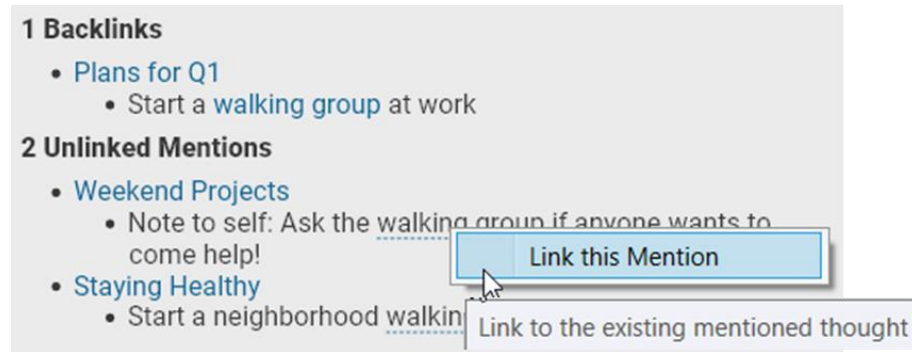 1 Backlinks
• Plans for Q1
• Start a walking group at work
2 Unlinked Mentions
• Weekend Projects
• Note to self: Ask the walking group if anyone wants to
come help!
Link this Mention
• Staying Healthy
• Start a neighborhood
Link to the existing mentioned thought